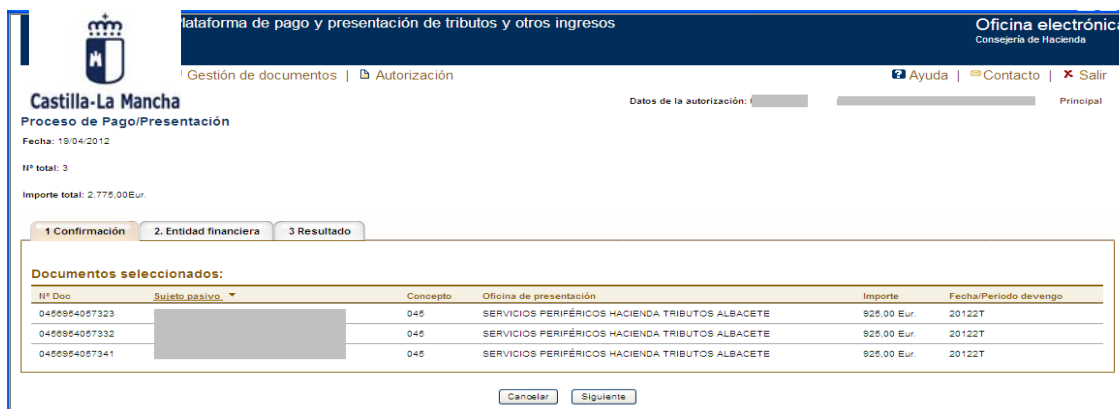 lataforma de pago y presentación de tributos y otros ingresos
Oficina electrónica
Consejería de Hacienda
Gestión de documentos | Autorización
Ayuda | Contacto | Salir
Castilla-La Mancha
Datos de la autorización:
Principal
Proceso de Pago/Presentación
Fecha: 19/04/2012
Nº total: 3
Importe total: 2.775,00Eur.
1 Confirmación 2. Entidad financiera 3 Resultado
Documentos seleccionados:
Nº Doc Sujeto pasivo Concepto Oficina de presentación Importe Fecha/Periodo devengo
0456954057323 045 SERVICIOS PERIFÉRICOS HACIENDA TRIBUTOS ALBACETE 925,00 Eur. 20122T
0456954057332 045 SERVICIOS PERIFÉRICOS HACIENDA TRIBUTOS ALBACETE 925,00 Eur. 20122T
0456954057341 045 SERVICIOS PERIFÉRICOS HACIENDA TRIBUTOS ALBACETE 925,00 Eur. 20122T
Cancelar Siguiente